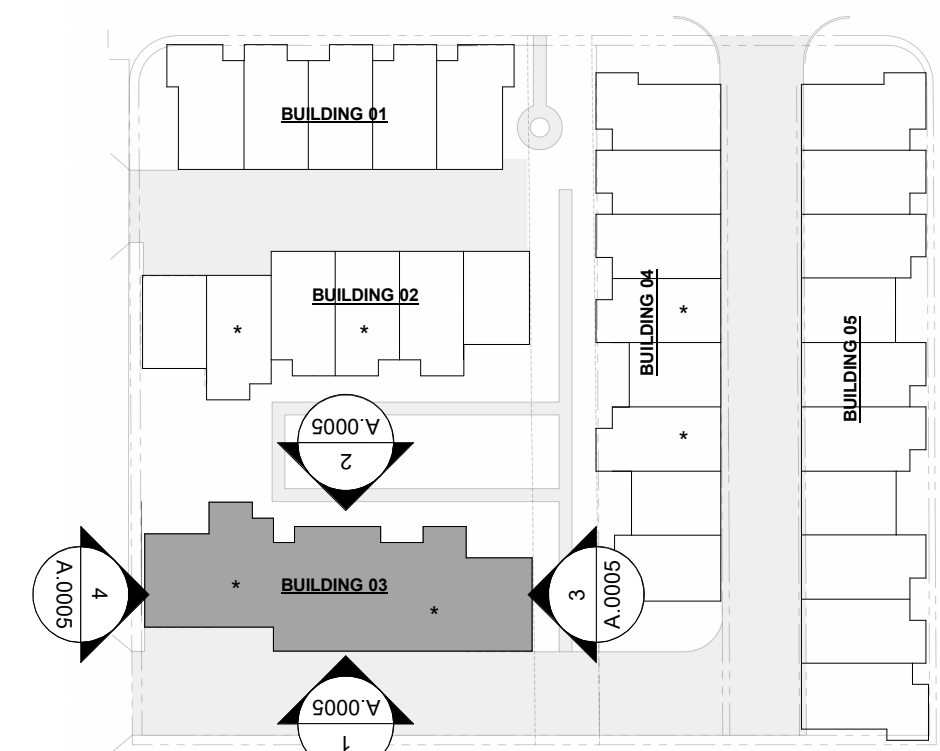 BUILDING 01
BUILDING 02
*
*
BUILDING 04
*
*
BUILDING 05
A.0005
2
BUILDING 03
*
*
4
A.0005
3
A.0005
A.0005
1